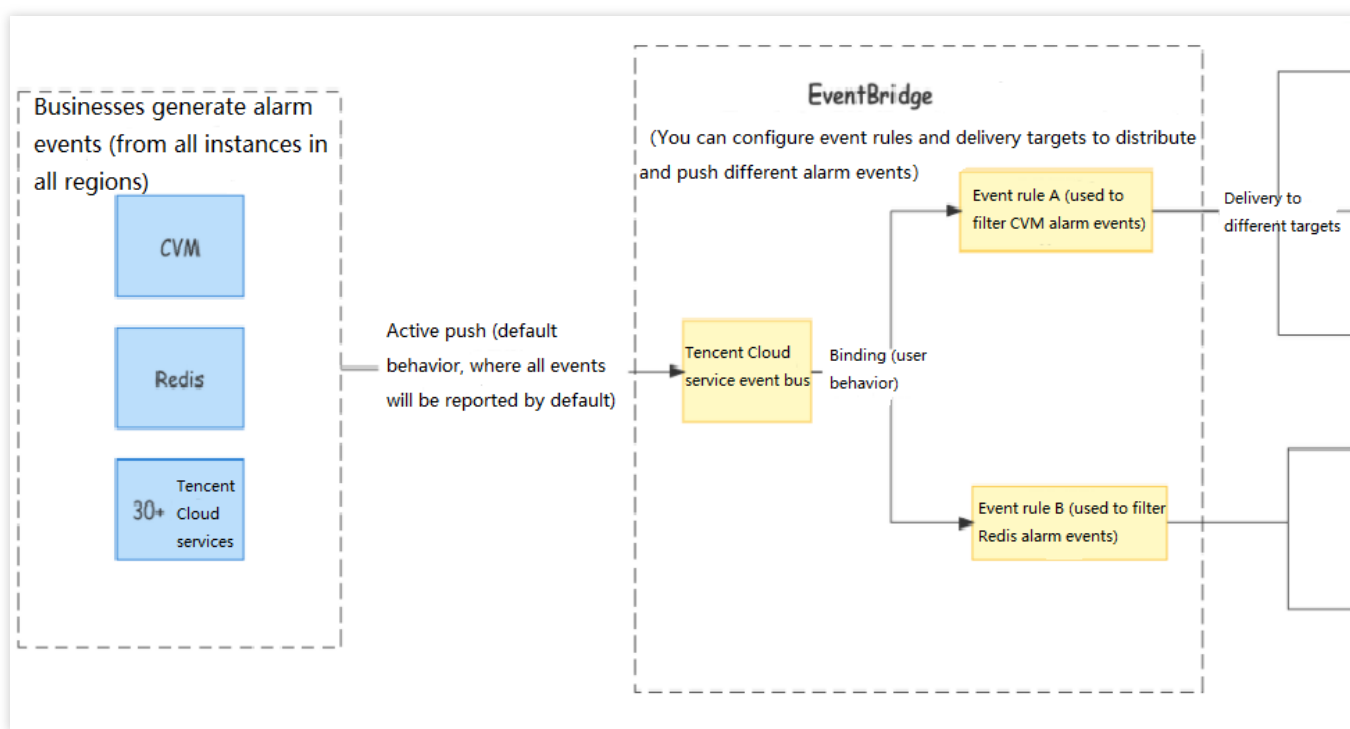 Businesses generate alarm
events (from all instances in
all regions)
CVM
Redis
30+
Tencent
Cloud
services
Active push (default
behavior, where all events
will be reported by default)
EventBridge
(You can configure event rules and delivery targets to distribute
and push different alarm events)
Tencent Cloud
service event bus
Binding (user
behavior)
Event rule A (used to
filter CVM alarm events)
Event rule B (used to filter
Redis alarm events)
Delivery to
different targets